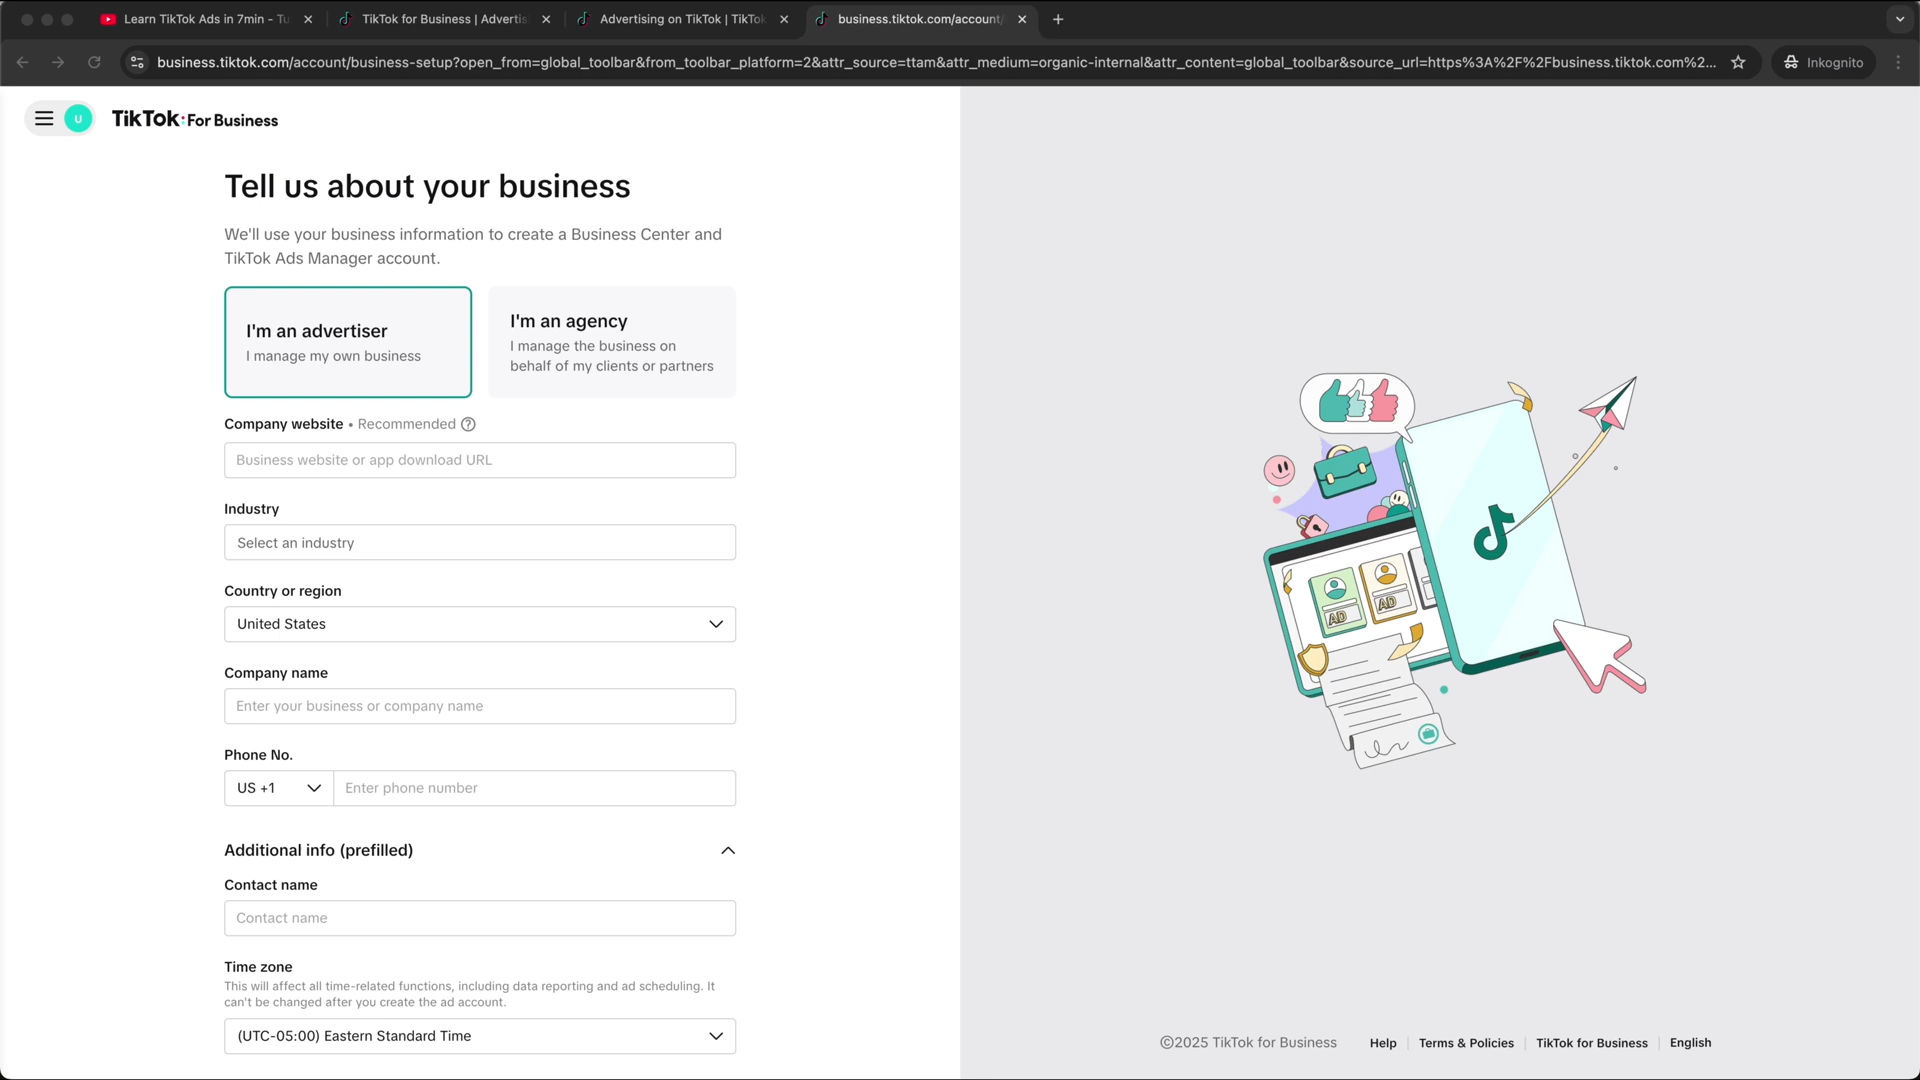 Learn TikTok Ads in 7min - Tu
TikTok for Business | Advertis
Advertising on TikTok | TikTok
business.tiktok.com/account/
business.tiktok.com/account/business-setup?open_from=global_toolbar&from_toolbar_platform=2&attr_source=ttam&attr_medium=organic-internal&attr_content=global_toolbar&source_url=https%3A%2F%2Fbusiness.tiktok.com%2...
Inkognito
U
TikTok: For Business
Tell us about your business
We'll use your business information to create a Business Center and
TikTok Ads Manager account.
I'm an advertiser
I manage my own business
I'm an agency
I manage the business on
behalf of my clients or partners
Company website • Recommended ?
Business website or app download URL
Industry
Select an industry
Country or region
United States
Company name
Enter your business or company name
Phone No.
US +1
Enter phone number
Additional info (prefilled)
Contact name
Contact name
Time zone
This will affect all time-related functions, including data reporting and ad scheduling. It
can't be changed after you create the ad account.
(UTC-05:00) Eastern Standard Time
AD
AD
©2025 TikTok for Business
Help
Terms & Policies
TikTok for Business
English